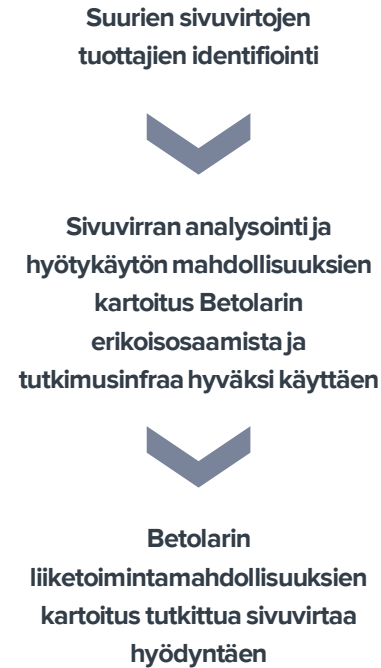 Suurien sivuvirtojen
tuottajien identifiointi
Sivuvirran analysointi ja
hyötykäytön mahdollisuuksien
kartoitus Betolarin
erikoisosaamista ja
tutkimusinfraa hyväksi käyttäen
Betolarin
liiketoimintamahdollisuuksien
kartoitus tutkittua sivuvirtaa
hyödyntäen